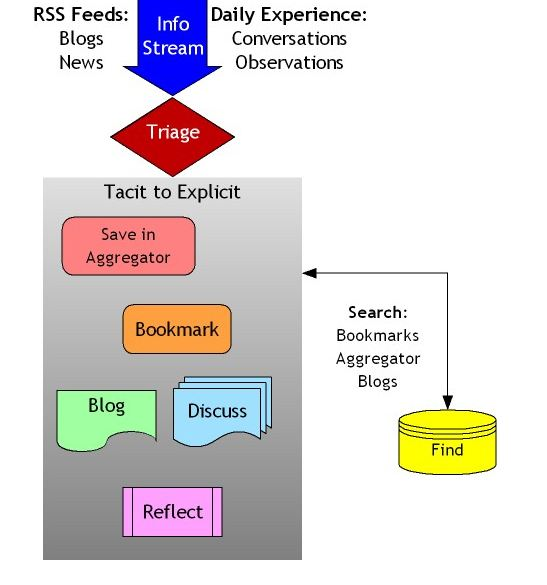 RSS Feeds:
Blogs
News
Info
Stream
Daily Experience:
Conversations
Observations
Triage
Tacit to Explicit
Save in
Aggregator
Bookmark
Blog
Discuss
Reflect
Search:
Bookmarks
Aggregator
Blogs
Find